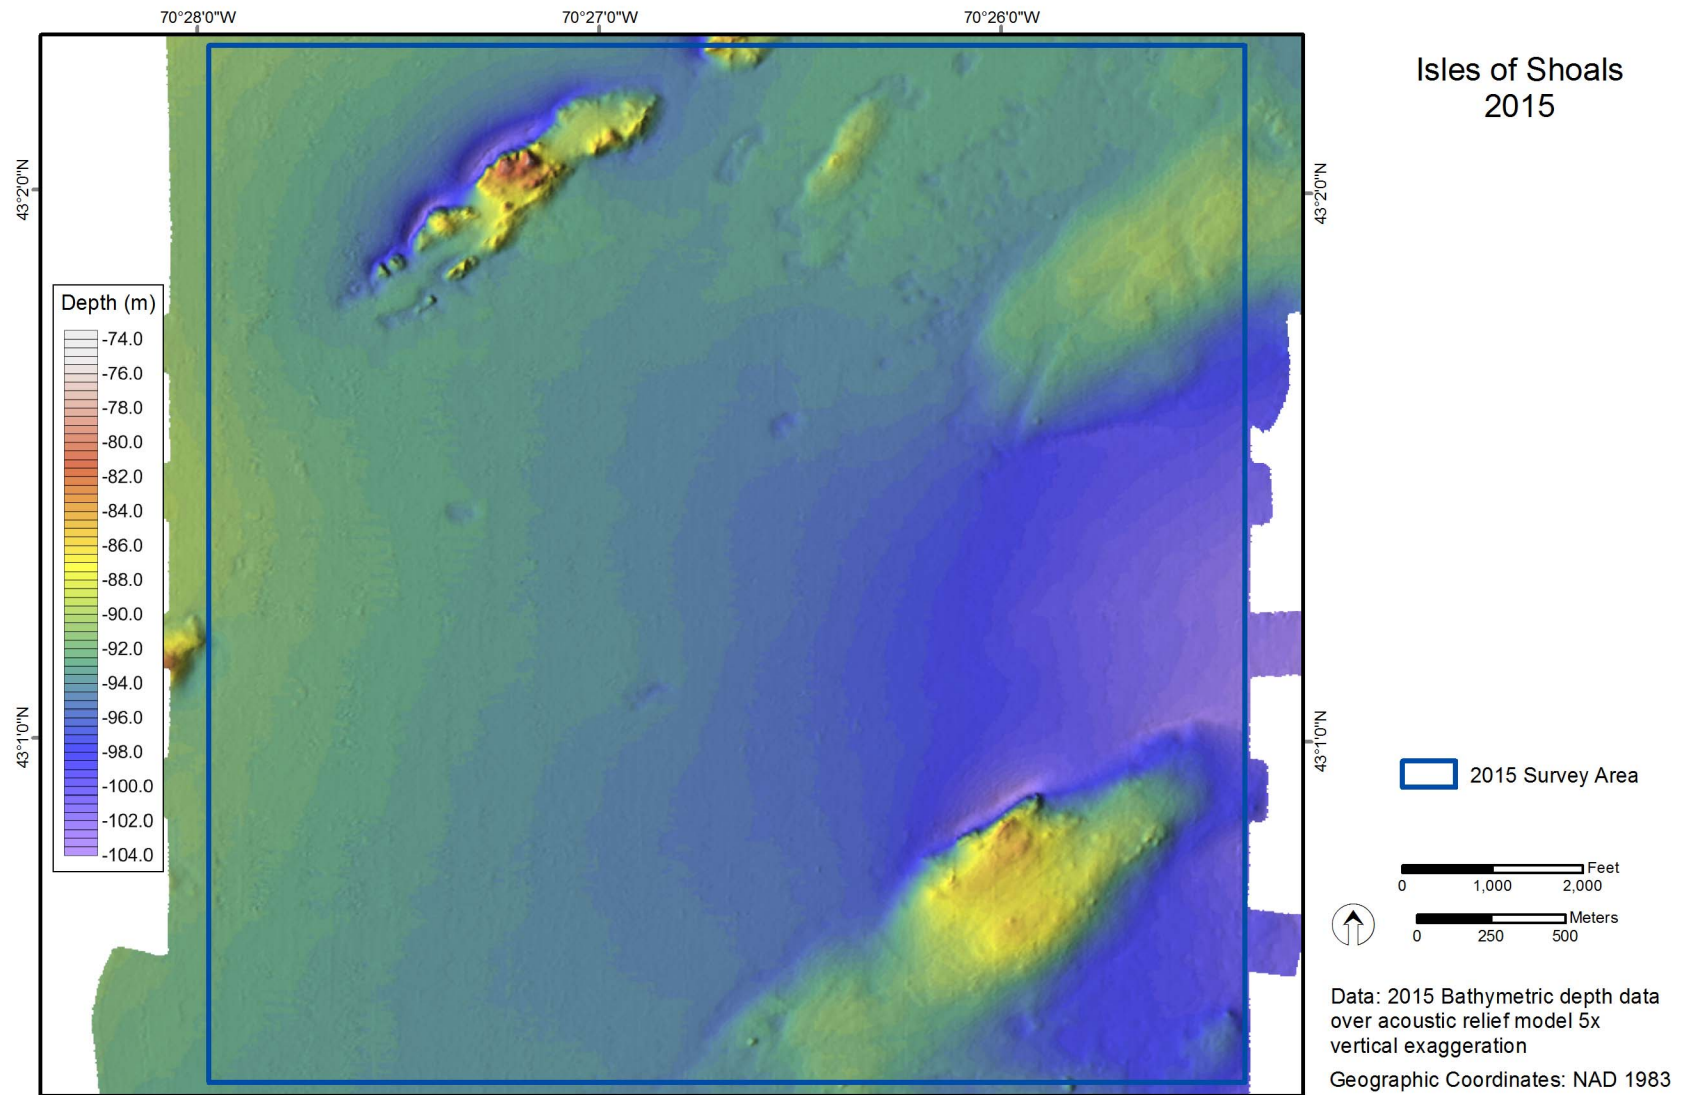 70°28'0"W
70°27'0"W
70°26'0"W
Isles of Shoals
2015
43°2'0"N
43°2'0"N
Depth (m)
-74.0
-76.0
-78.0
-80.0
-82.0
-84.0
-86.0
-88.0
-90.0
-92.0
-94.0
-96.0
-98.0
-100.0
-102.0
-104.0
43°1'0"N
43°1'0"N
2015 Survey Area
Feet
0 1,000 2,000
Meters
0 250 500
Data: 2015 Bathymetric depth data
over acoustic relief model 5x
vertical exaggeration
Geographic Coordinates: NAD 1983